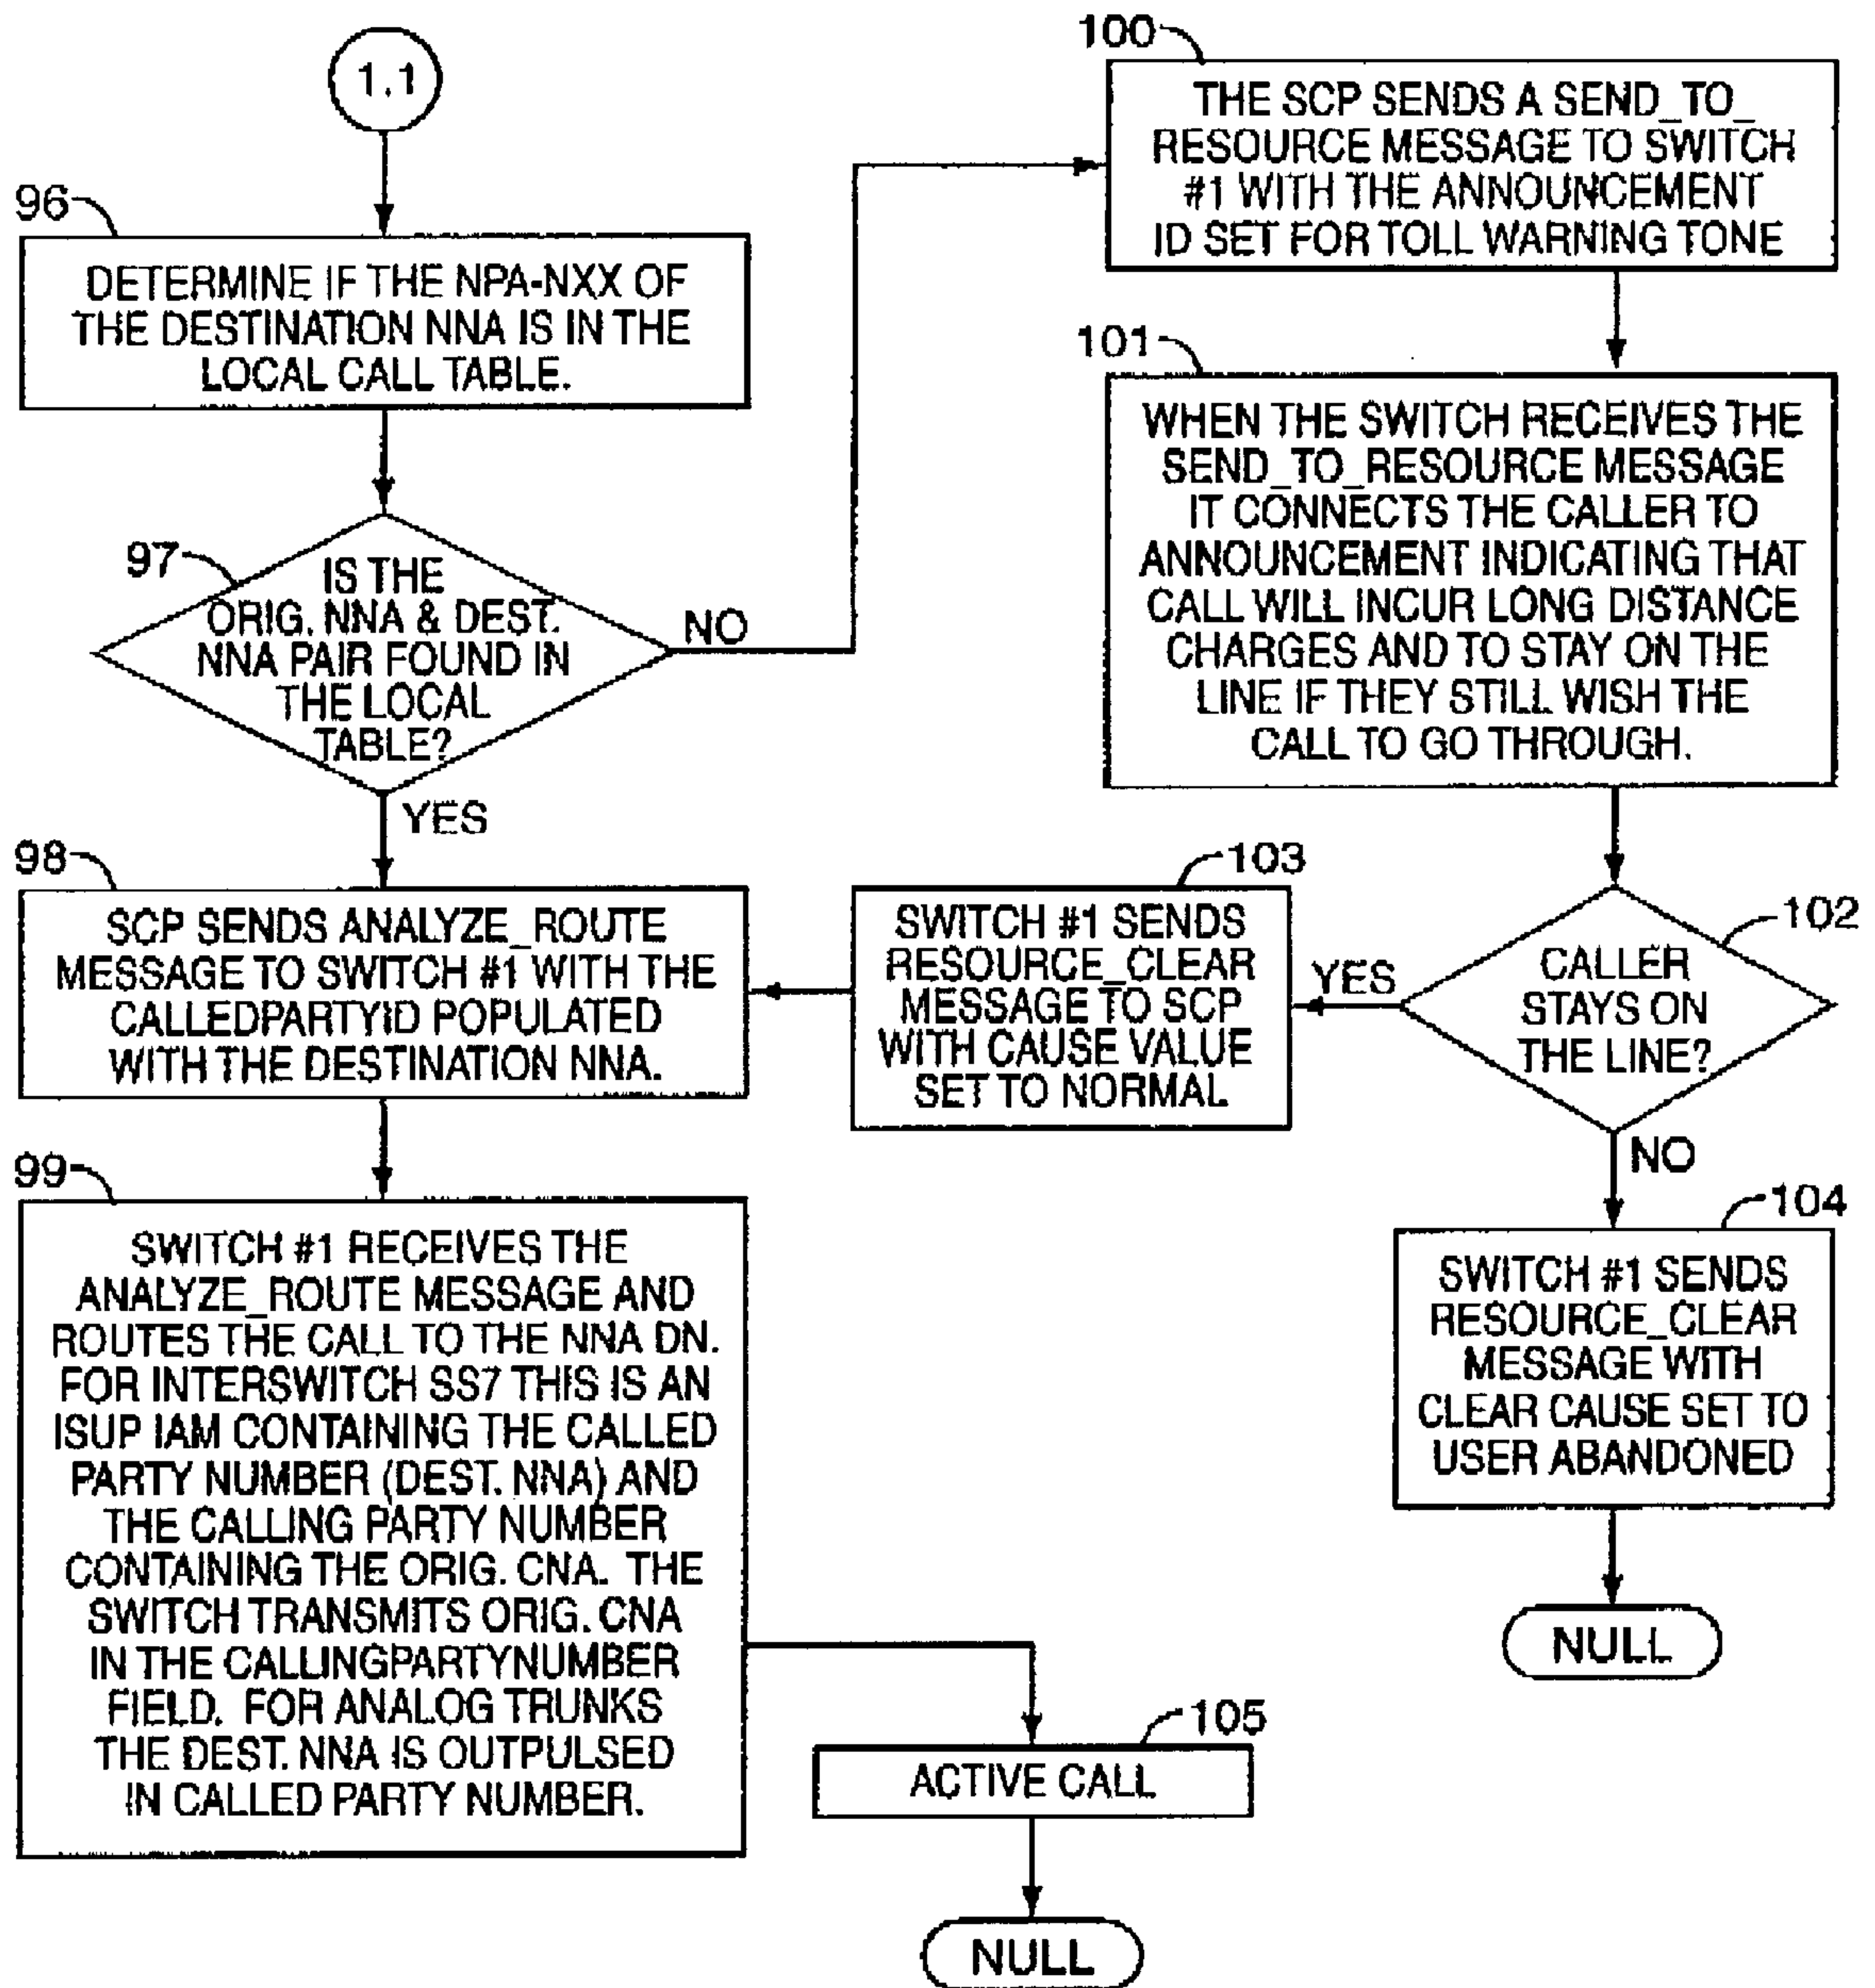 1.1
96
DETERMINE IF THE NPA-NXX OF
THE DESTINATION NNA IS IN THE
LOCAL CALL TABLE.
97
IS THE
ORIG. NNA & DEST.
NNA PAIR FOUND IN
THE LOCAL
TABLE?
NO
YES
98
SCP SENDS ANALYZE_ROUTE
MESSAGE TO SWITCH #1 WITH THE
CALLEDPARTYID POPULATED
WITH THE DESTINATION NNA.
99
SWITCH #1 RECEIVES THE
ANALYZE_ROUTE MESSAGE AND
ROUTES THE CALL TO THE NNA DN.
FOR INTERSWITCH SS7 THIS IS AN
ISUP IAM CONTAINING THE CALLED
PARTY NUMBER (DEST. NNA) AND
THE CALLING PARTY NUMBER
CONTAINING THE ORIG. CNA. THE
SWITCH TRANSMITS ORIG. CNA
IN THE CALLINGPARTYNUMBER
FIELD. FOR ANALOG TRUNKS
THE DEST. NNA IS OUTPULSED
IN CALLED PARTY NUMBER.
100
THE SCP SENDS A SEND_TO_
RESOURCE MESSAGE TO SWITCH
#1 WITH THE ANNOUNCEMENT
ID SET FOR TOLL WARNING TONE
101
WHEN THE SWITCH RECEIVES THE
SEND_TO_RESOURCE MESSAGE
IT CONNECTS THE CALLER TO
ANNOUNCEMENT INDICATING THAT
CALL WILL INCUR LONG DISTANCE
CHARGES AND TO STAY ON THE
LINE IF THEY STILL WISH THE
CALL TO GO THROUGH.
102
CALLER
STAYS ON
THE LINE?
YES
NO
103
SWITCH #1 SENDS
RESOURCE_CLEAR
MESSAGE TO SCP
WITH CAUSE VALUE
SET TO NORMAL
104
SWITCH #1 SENDS
RESOURCE_CLEAR
MESSAGE WITH
CLEAR CAUSE SET TO
USER ABANDONED
NULL
105
ACTIVE CALL
NULL